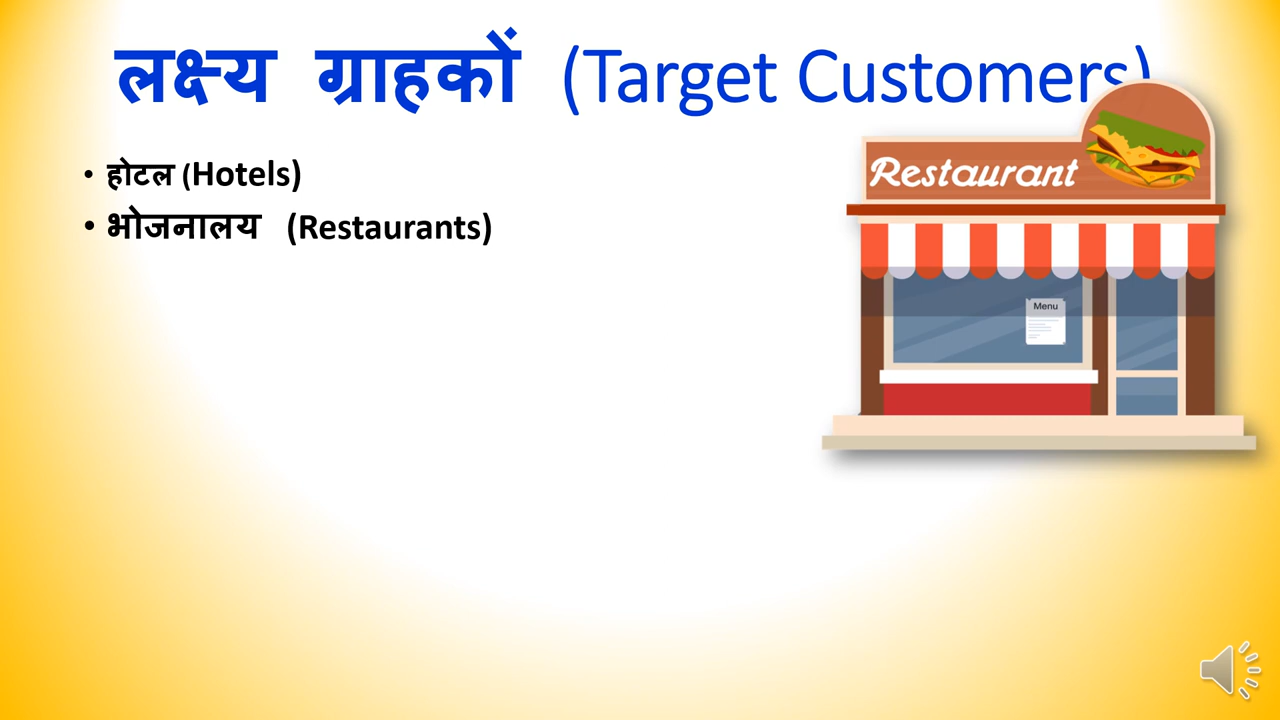 लक्ष्य ग्राहकों (Target Customers)
• होटल (Hotels)
• भोजनालय (Restaurants)
Restaurant
Menu